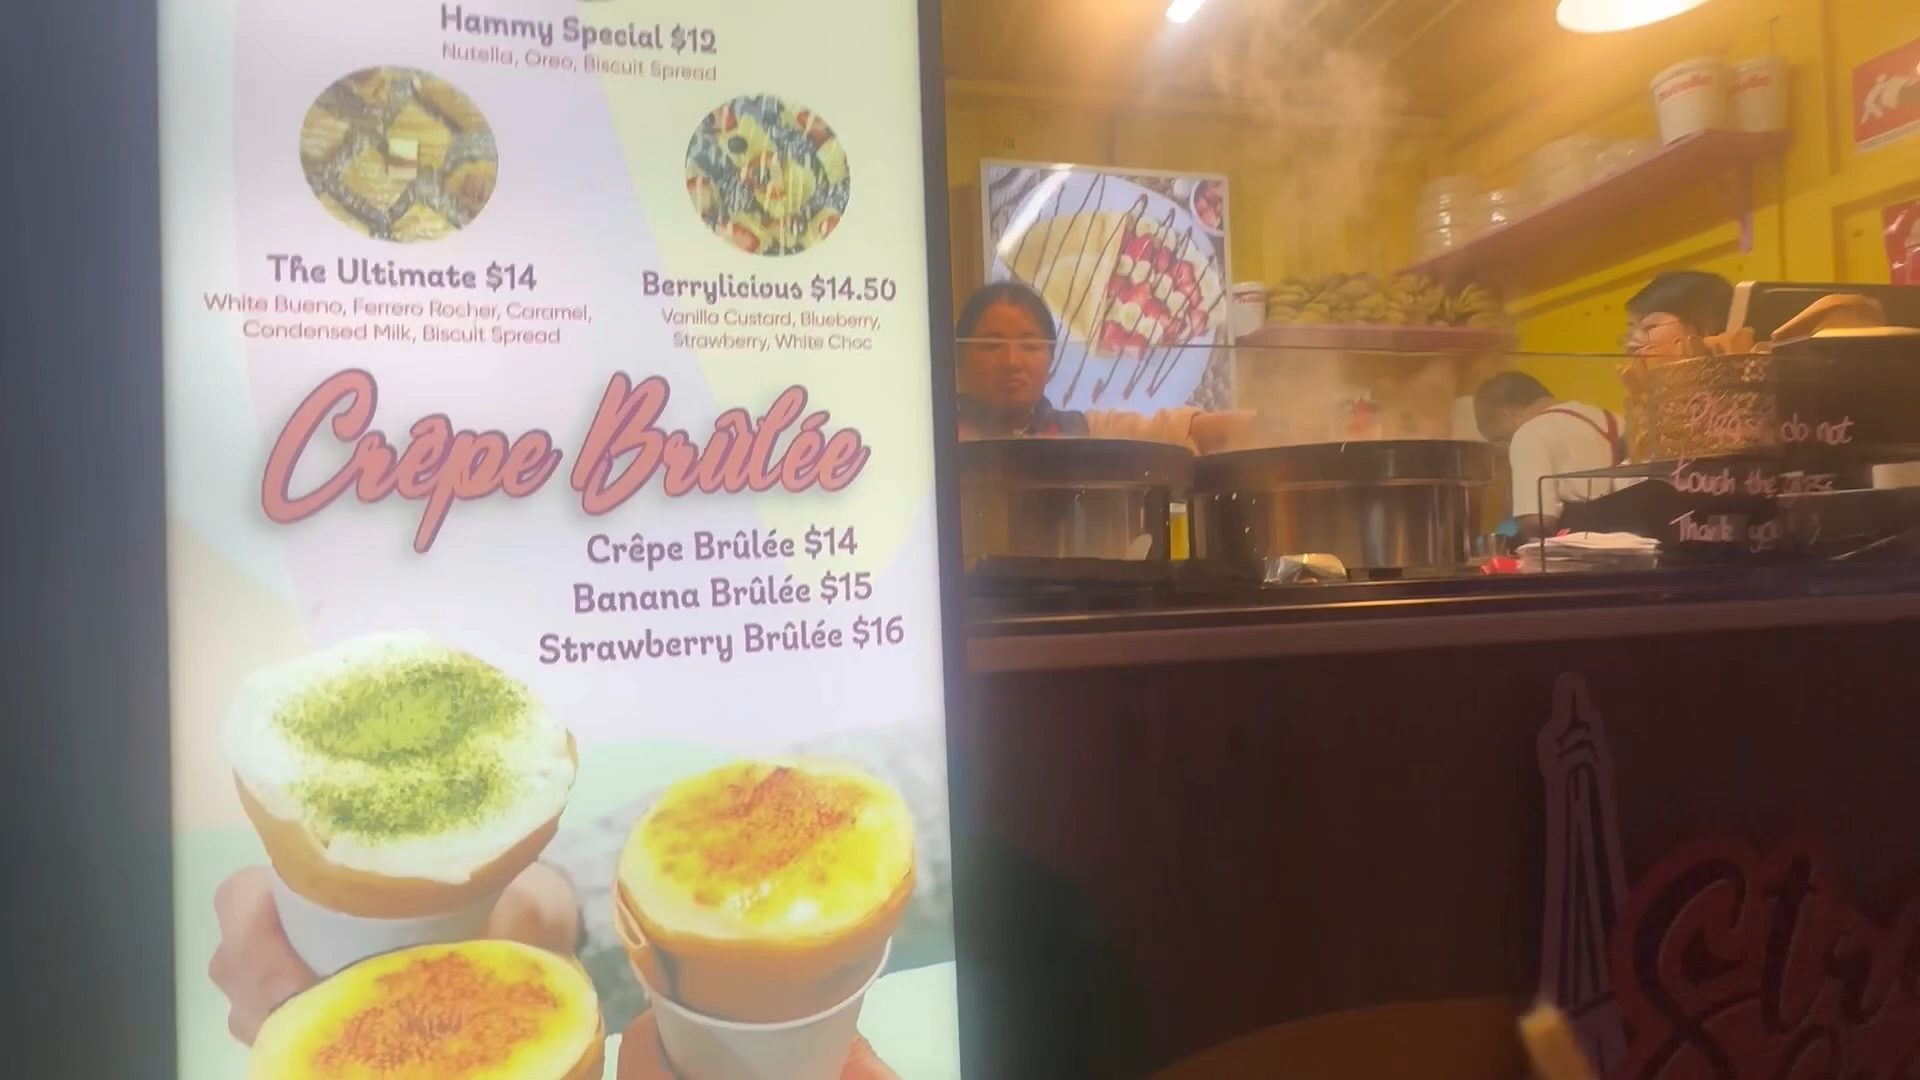 Hammy Special $12
Nutella, Oreo, Biscuit Spread
The Ultimate $14
White Bueno, Ferrero Rocher, Caramel,
Condensed Milk, Biscuit Spread
Berrylicious $14.50
Vanilla Custard, Blueberry,
Strawberry, White Choc
Crêpe Brûlée
Crêpe Brûlée $14
Banana Brûlée $15
Strawberry Brûlée $16
Please do not
touch the glass
Thank you